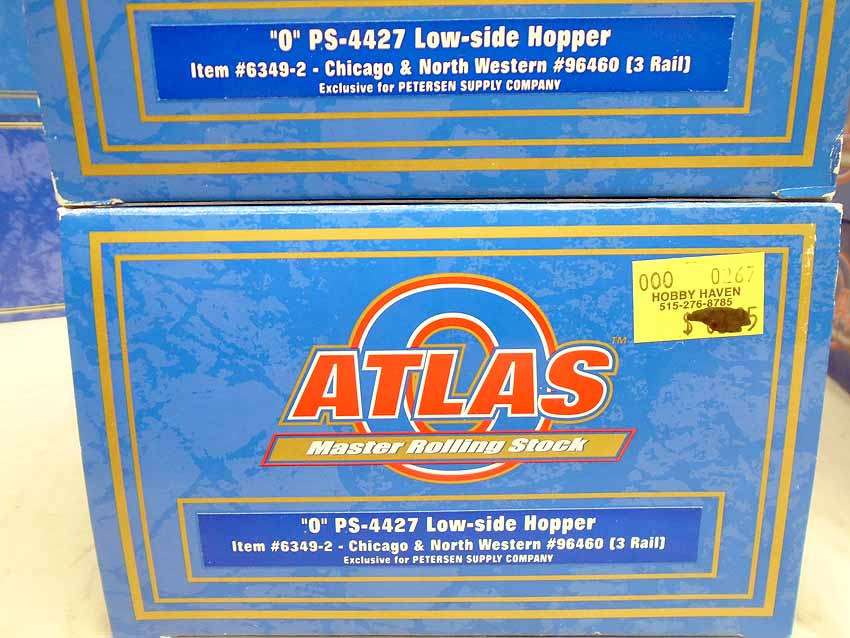 "O" PS-4427 Low-side Hopper
Item #6349-2 - Chicago & North Western #96460 (3 Rail)
Exclusive for PETERSEN SUPPLY COMPANY
000 0267
HOBBY HAVEN
515-276-8785
$ 5
O
ATLAS™
Master Rolling Stock
"O" PS-4427 Low-side Hopper
Item #6349-2 - Chicago & North Western #96460 (3 Rail)
Exclusive for PETERSEN SUPPLY COMPANY